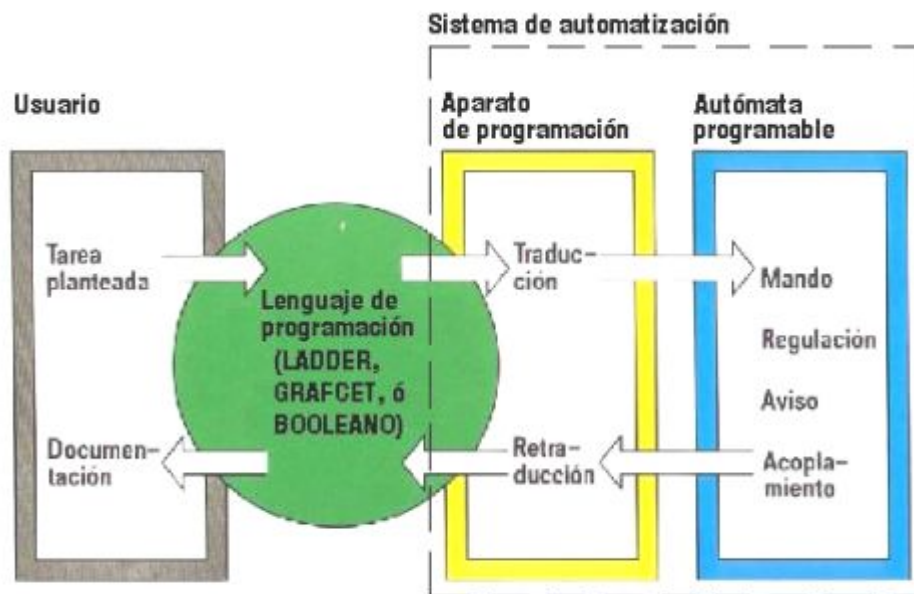 Sistema de automatización
Usuario
Aparato
de programación
Autómata
programable
Tarea
planteada
Lenguaje de
programación
(LADDER,
GRAFCET, ó
BOOLEANO)
Traduc-
ción
Mando
Regulación
Aviso
Documen-
tación
Retra-
ducción
Acopla-
miento